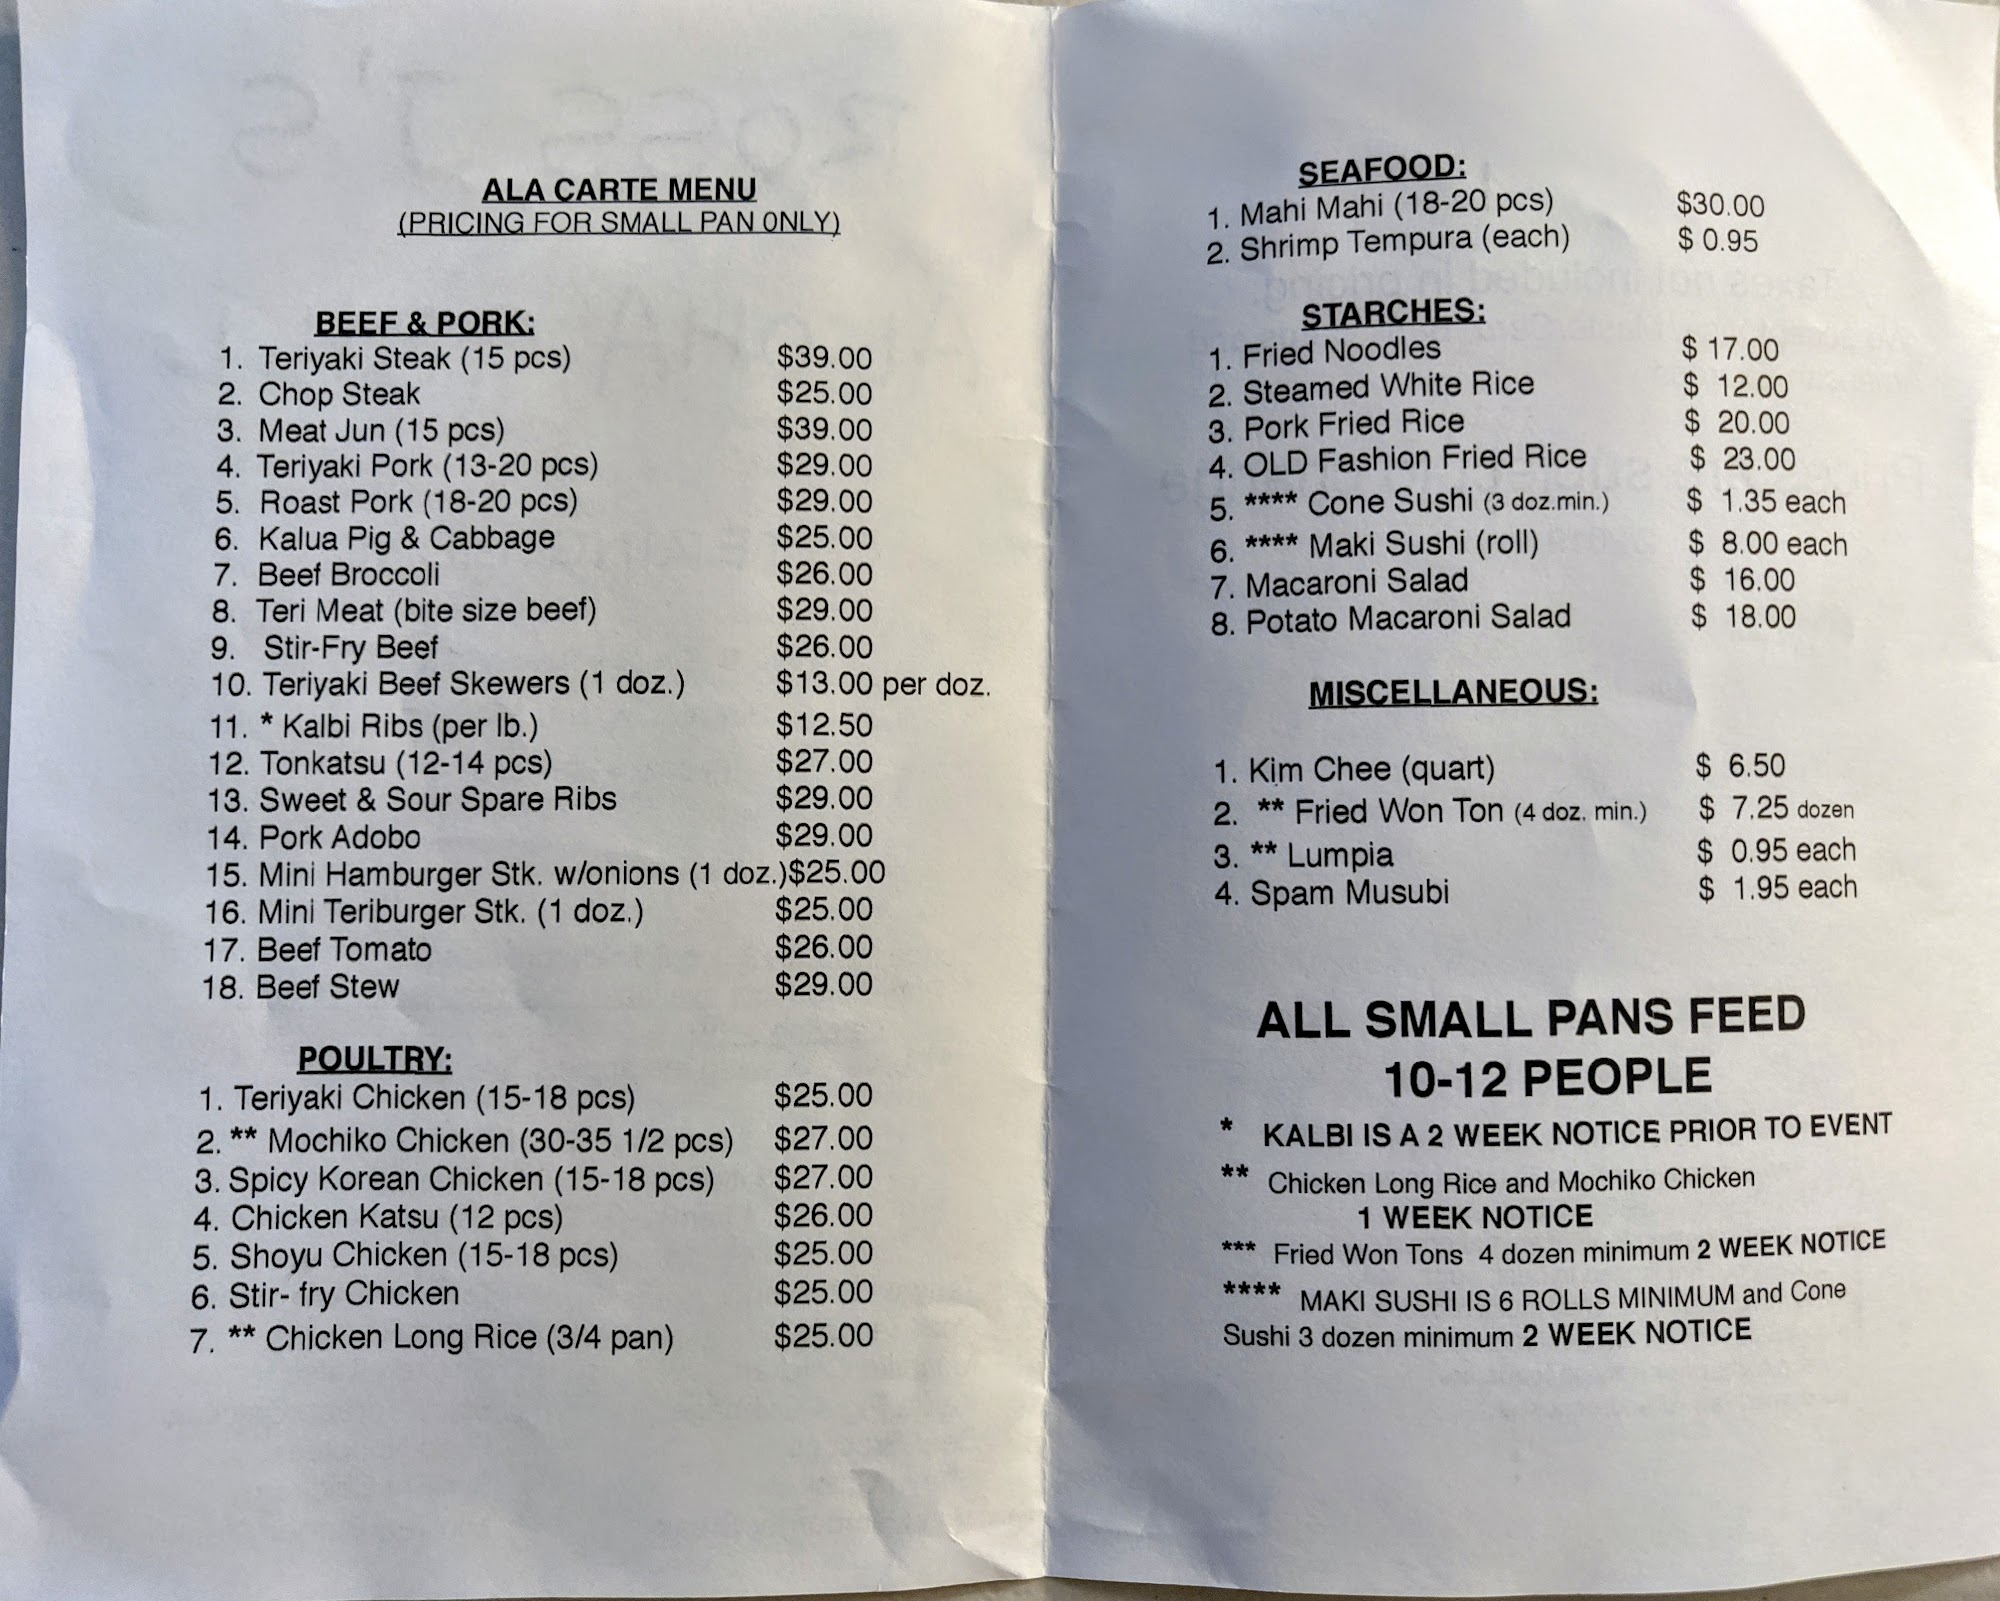 ALA CARTE MENU
(PRICING FOR SMALL PAN 0NLY)
BEEF & PORK:
1. Teriyaki Steak (15 pcs) $39.00
2. Chop Steak $25.00
3. Meat Jun (15 pcs) $39.00
4. Teriyaki Pork (13-20 pcs) $29.00
5. Roast Pork (18-20 pcs) $29.00
6. Kalua Pig & Cabbage $25.00
7. Beef Broccoli $26.00
8. Teri Meat (bite size beef) $29.00
9. Stir-Fry Beef $26.00
10. Teriyaki Beef Skewers (1 doz.) $13.00 per doz.
11. * Kalbi Ribs (per lb.) $12.50
12. Tonkatsu (12-14 pcs) $27.00
13. Sweet & Sour Spare Ribs $29.00
14. Pork Adobo $29.00
15. Mini Hamburger Stk. w/onions (1 doz.)$25.00
16. Mini Teriburger Stk. (1 doz.) $25.00
17. Beef Tomato $26.00
18. Beef Stew $29.00
POULTRY:
1. Teriyaki Chicken (15-18 pcs) $25.00
2. ** Mochiko Chicken (30-35 1/2 pcs) $27.00
3. Spicy Korean Chicken (15-18 pcs) $27.00
4. Chicken Katsu (12 pcs) $26.00
5. Shoyu Chicken (15-18 pcs) $25.00
6. Stir- fry Chicken $25.00
7. ** Chicken Long Rice (3/4 pan) $25.00
SEAFOOD:
1. Mahi Mahi (18-20 pcs) $30.00
2. Shrimp Tempura (each) $ 0.95
STARCHES:
1. Fried Noodles $ 17.00
2. Steamed White Rice $ 12.00
3. Pork Fried Rice $ 20.00
4. OLD Fashion Fried Rice $ 23.00
5. **** Cone Sushi (3 doz.min.) $ 1.35 each
6. **** Maki Sushi (roll) $ 8.00 each
7. Macaroni Salad $ 16.00
8. Potato Macaroni Salad $ 18.00
MISCELLANEOUS:
1. Kim Chee (quart) $ 6.50
2. ** Fried Won Ton (4 doz. min.) $ 7.25 dozen
3. ** Lumpia $ 0.95 each
4. Spam Musubi $ 1.95 each
ALL SMALL PANS FEED
10-12 PEOPLE
* KALBI IS A 2 WEEK NOTICE PRIOR TO EVENT
** Chicken Long Rice and Mochiko Chicken
1 WEEK NOTICE
*** Fried Won Tons 4 dozen minimum 2 WEEK NOTICE
**** MAKI SUSHI IS 6 ROLLS MINIMUM and Cone
Sushi 3 dozen minimum 2 WEEK NOTICE